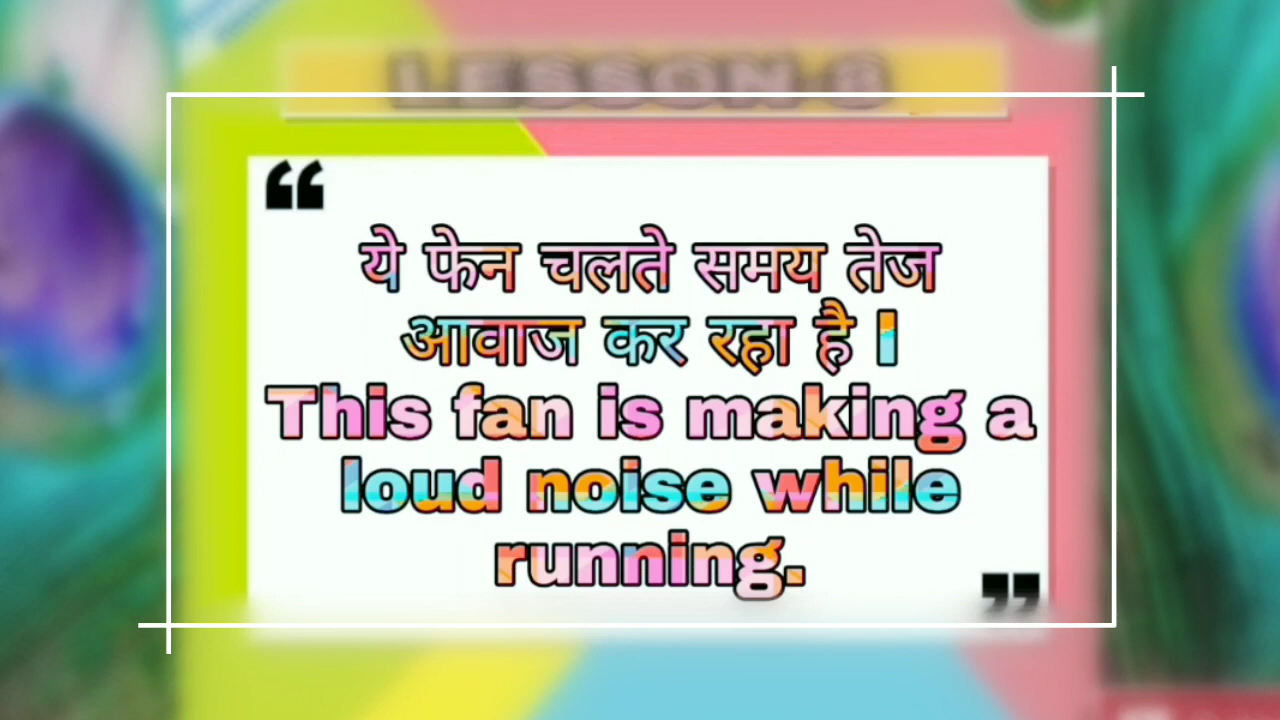 LESSON 8
“
ये फेन चलते समय तेज
आवाज कर रहा है |
This fan is making a
loud noise while
running.
”